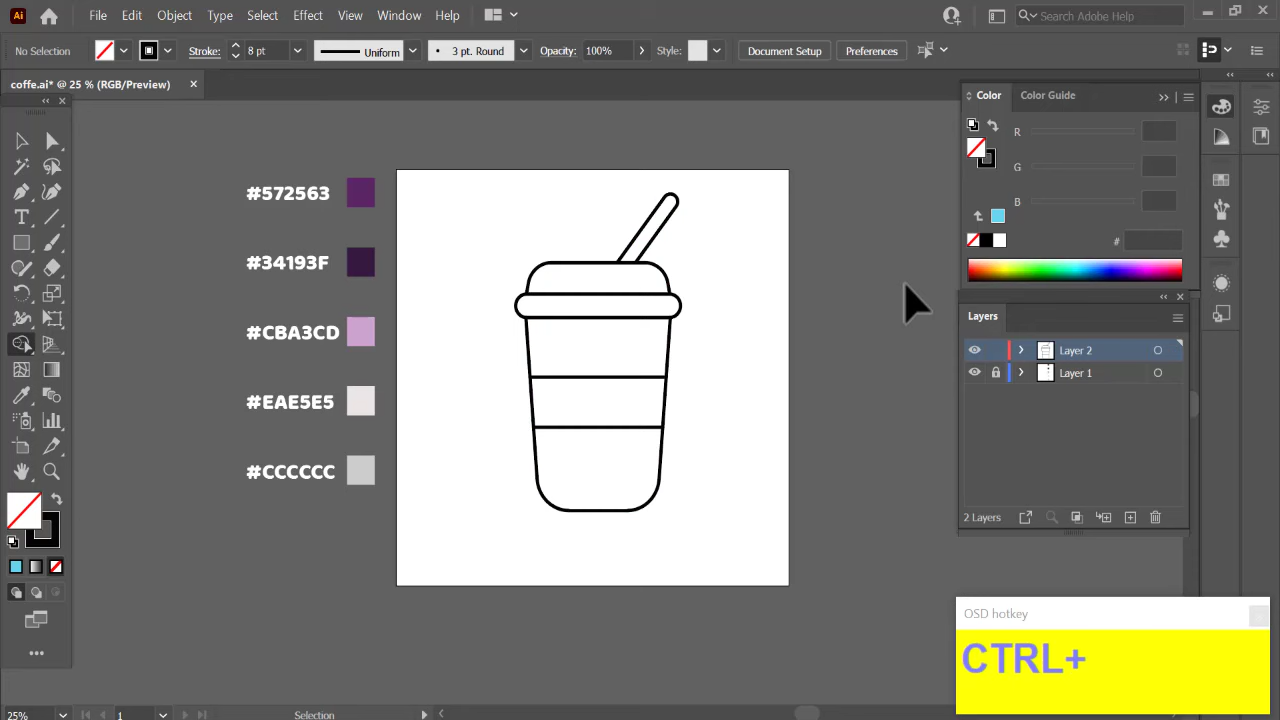 Ai File Edit Object Type Select Effect View Window Help Search Adobe Help
No Selection Stroke: 8 pt Uniform 3 pt. Round Opacity: 100% Style: Document Setup Preferences
coffe.ai* @ 25 % (RGB/Preview)
Color Color Guide
R
G
B
#
#572563
#34193F
#CBA3CD
#EAE5E5
#CCCCCC
Layers
Layer 2
Layer 1
2 Layers
OSD hotkey
CTRL+
25% 1 Selection